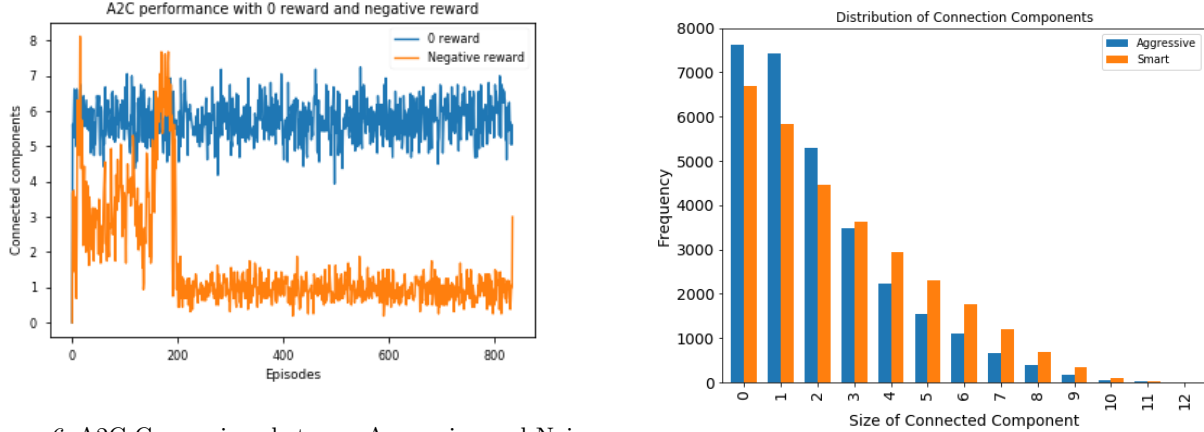 A2C performance with 0 reward and negative reward
0 reward
Negative reward
8
7
6
5
4
3
2
1
0
Connected components
0 200 400 600 800
Episodes
Distribution of Connection Components
Aggressive
Smart
8000
7000
6000
5000
4000
3000
2000
1000
0
Frequency
0 1 2 3 4 5 6 7 8 9 10 11 12
Size of Connected Component